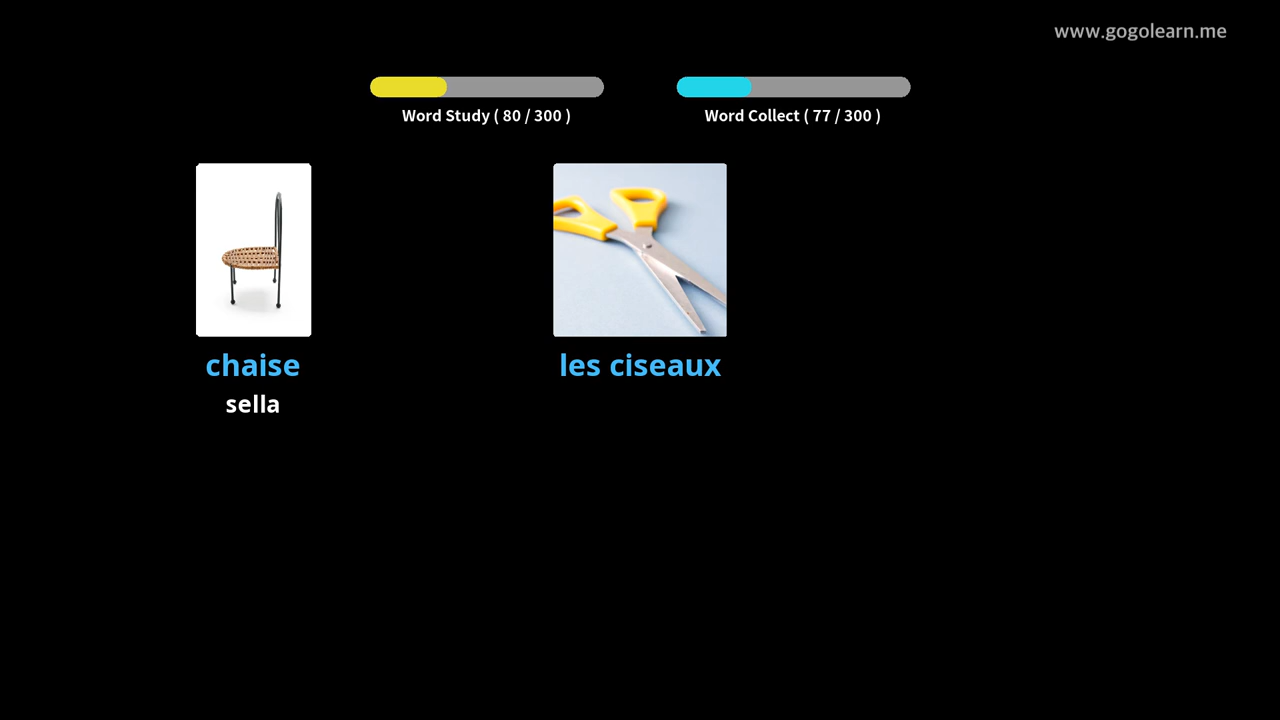 www.gogolearn.me
Word Study ( 80 / 300 )
Word Collect ( 77 / 300 )
chaise
sella
les ciseaux